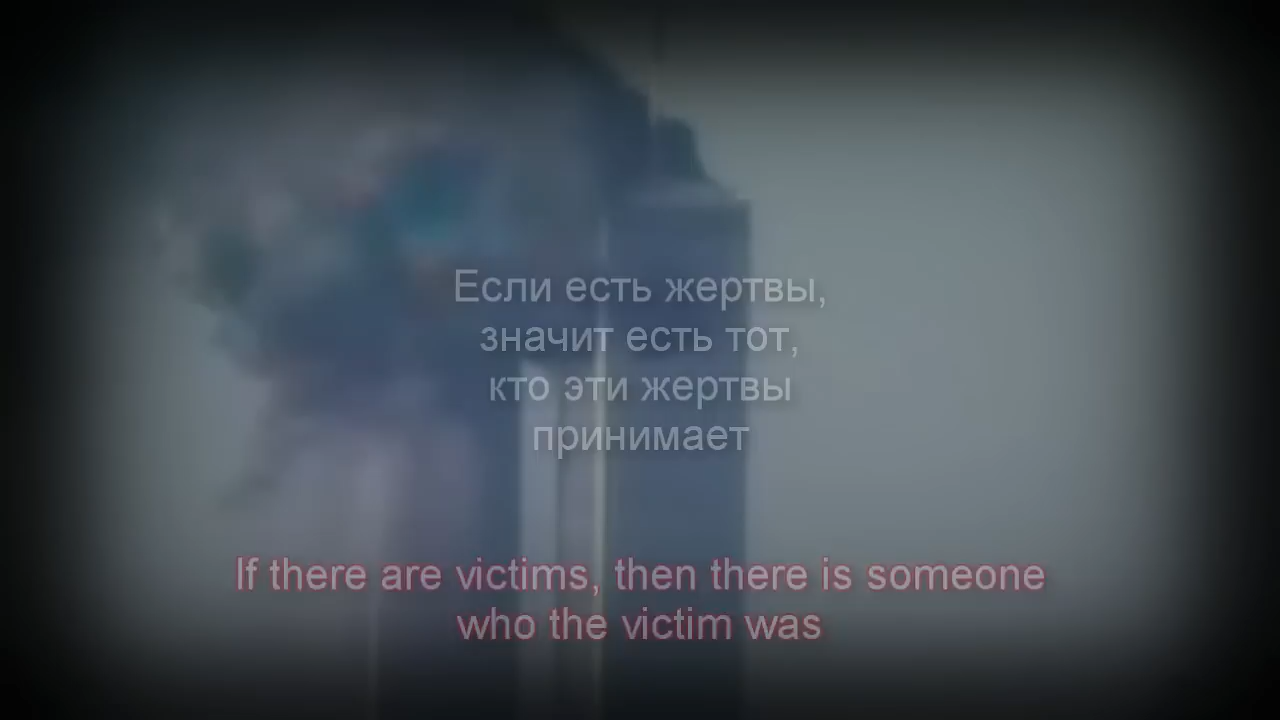 Если есть жертвы,
значит есть тот,
кто эти жертвы
принимает
If there are victims, then there is someone
who the victim was